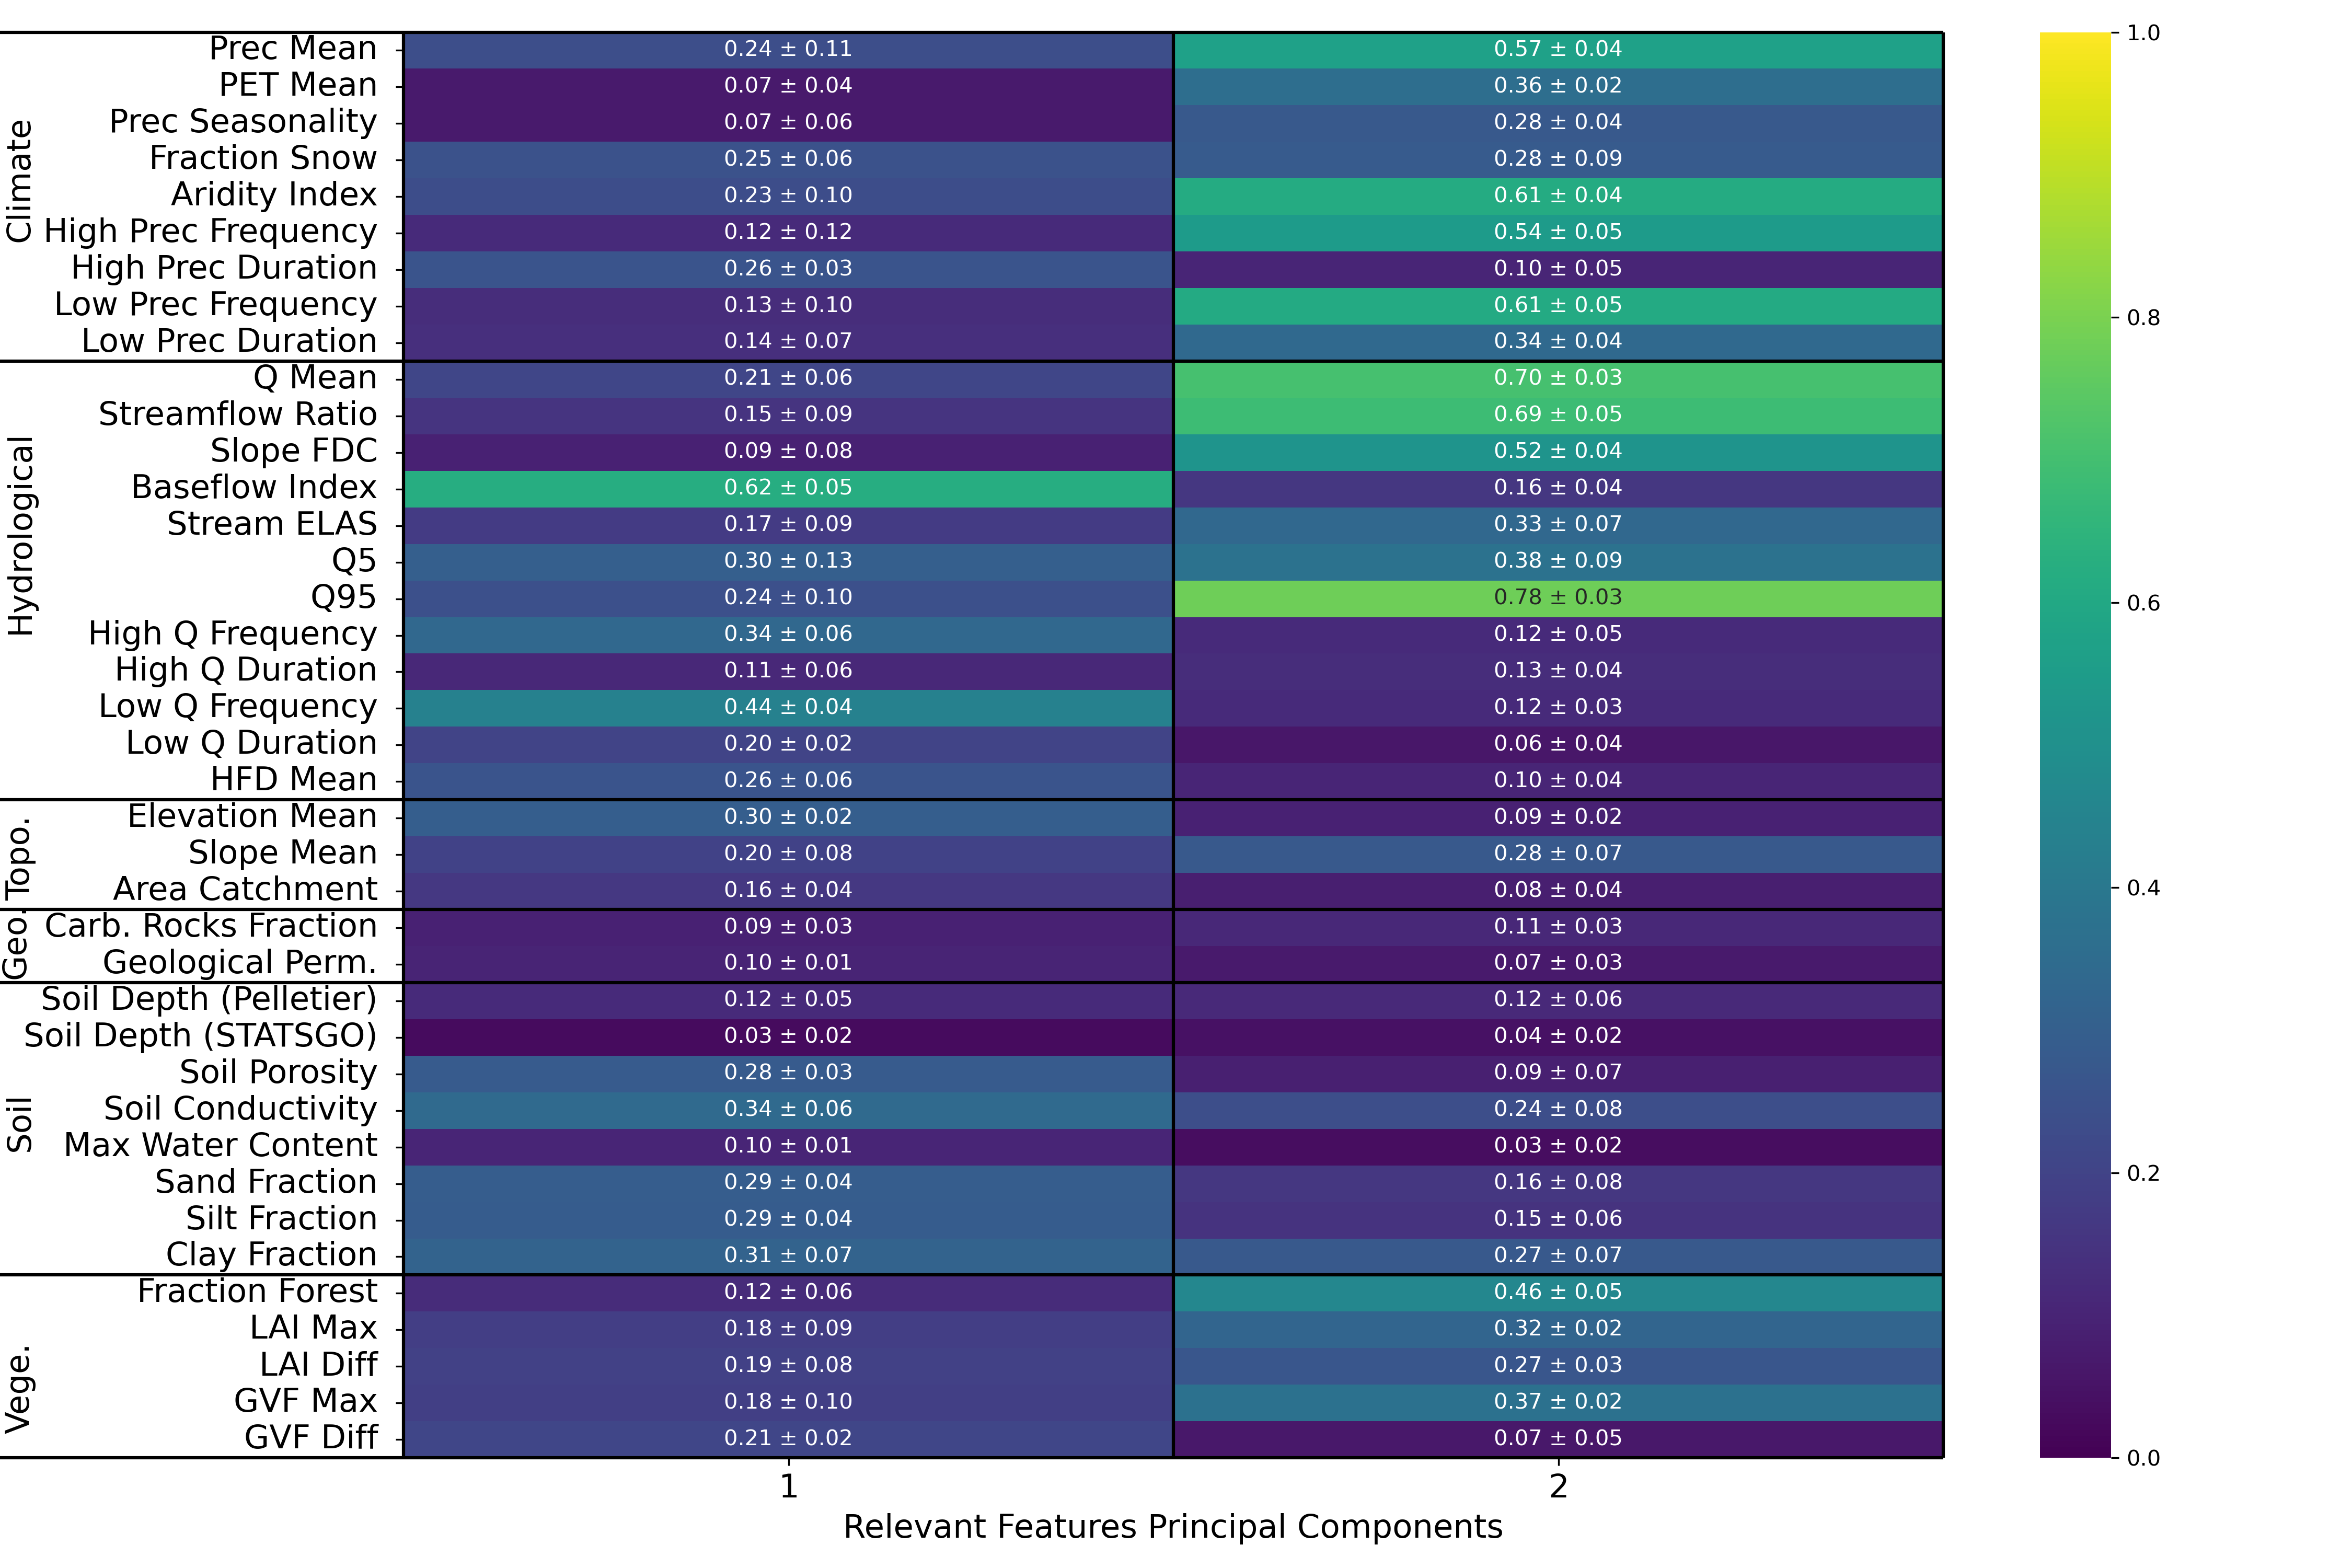 Climate
Prec Mean 0.24 ± 0.11 0.57 ± 0.04
PET Mean 0.07 ± 0.04 0.36 ± 0.02
Prec Seasonality 0.07 ± 0.06 0.28 ± 0.04
Fraction Snow 0.25 ± 0.06 0.28 ± 0.09
Aridity Index 0.23 ± 0.10 0.61 ± 0.04
High Prec Frequency 0.12 ± 0.12 0.54 ± 0.05
High Prec Duration 0.26 ± 0.03 0.10 ± 0.05
Low Prec Frequency 0.13 ± 0.10 0.61 ± 0.05
Low Prec Duration 0.14 ± 0.07 0.34 ± 0.04
Hydrological
Q Mean 0.21 ± 0.06 0.70 ± 0.03
Streamflow Ratio 0.15 ± 0.09 0.69 ± 0.05
Slope FDC 0.09 ± 0.08 0.52 ± 0.04
Baseflow Index 0.62 ± 0.05 0.16 ± 0.04
Stream ELAS 0.17 ± 0.09 0.33 ± 0.07
Q5 0.30 ± 0.13 0.38 ± 0.09
Q95 0.24 ± 0.10 0.78 ± 0.03
High Q Frequency 0.34 ± 0.06 0.12 ± 0.05
High Q Duration 0.11 ± 0.06 0.13 ± 0.04
Low Q Frequency 0.44 ± 0.04 0.12 ± 0.03
Low Q Duration 0.20 ± 0.02 0.06 ± 0.04
HFD Mean 0.26 ± 0.06 0.10 ± 0.04
Topo.
Elevation Mean 0.30 ± 0.02 0.09 ± 0.02
Slope Mean 0.20 ± 0.08 0.28 ± 0.07
Area Catchment 0.16 ± 0.04 0.08 ± 0.04
Geo.
Carb. Rocks Fraction 0.09 ± 0.03 0.11 ± 0.03
Geological Perm. 0.10 ± 0.01 0.07 ± 0.03
Soil
Soil Depth (Pelletier) 0.12 ± 0.05 0.12 ± 0.06
Soil Depth (STATSGO) 0.03 ± 0.02 0.04 ± 0.02
Soil Porosity 0.28 ± 0.03 0.09 ± 0.07
Soil Conductivity 0.34 ± 0.06 0.24 ± 0.08
Max Water Content 0.10 ± 0.01 0.03 ± 0.02
Sand Fraction 0.29 ± 0.04 0.16 ± 0.08
Silt Fraction 0.29 ± 0.04 0.15 ± 0.06
Clay Fraction 0.31 ± 0.07 0.27 ± 0.07
Vege.
Fraction Forest 0.12 ± 0.06 0.46 ± 0.05
LAI Max 0.18 ± 0.09 0.32 ± 0.02
LAI Diff 0.19 ± 0.08 0.27 ± 0.03
GVF Max 0.18 ± 0.10 0.37 ± 0.02
GVF Diff 0.21 ± 0.02 0.07 ± 0.05
1 2
Relevant Features Principal Components
1.0
0.8
0.6
0.4
0.2
0.0